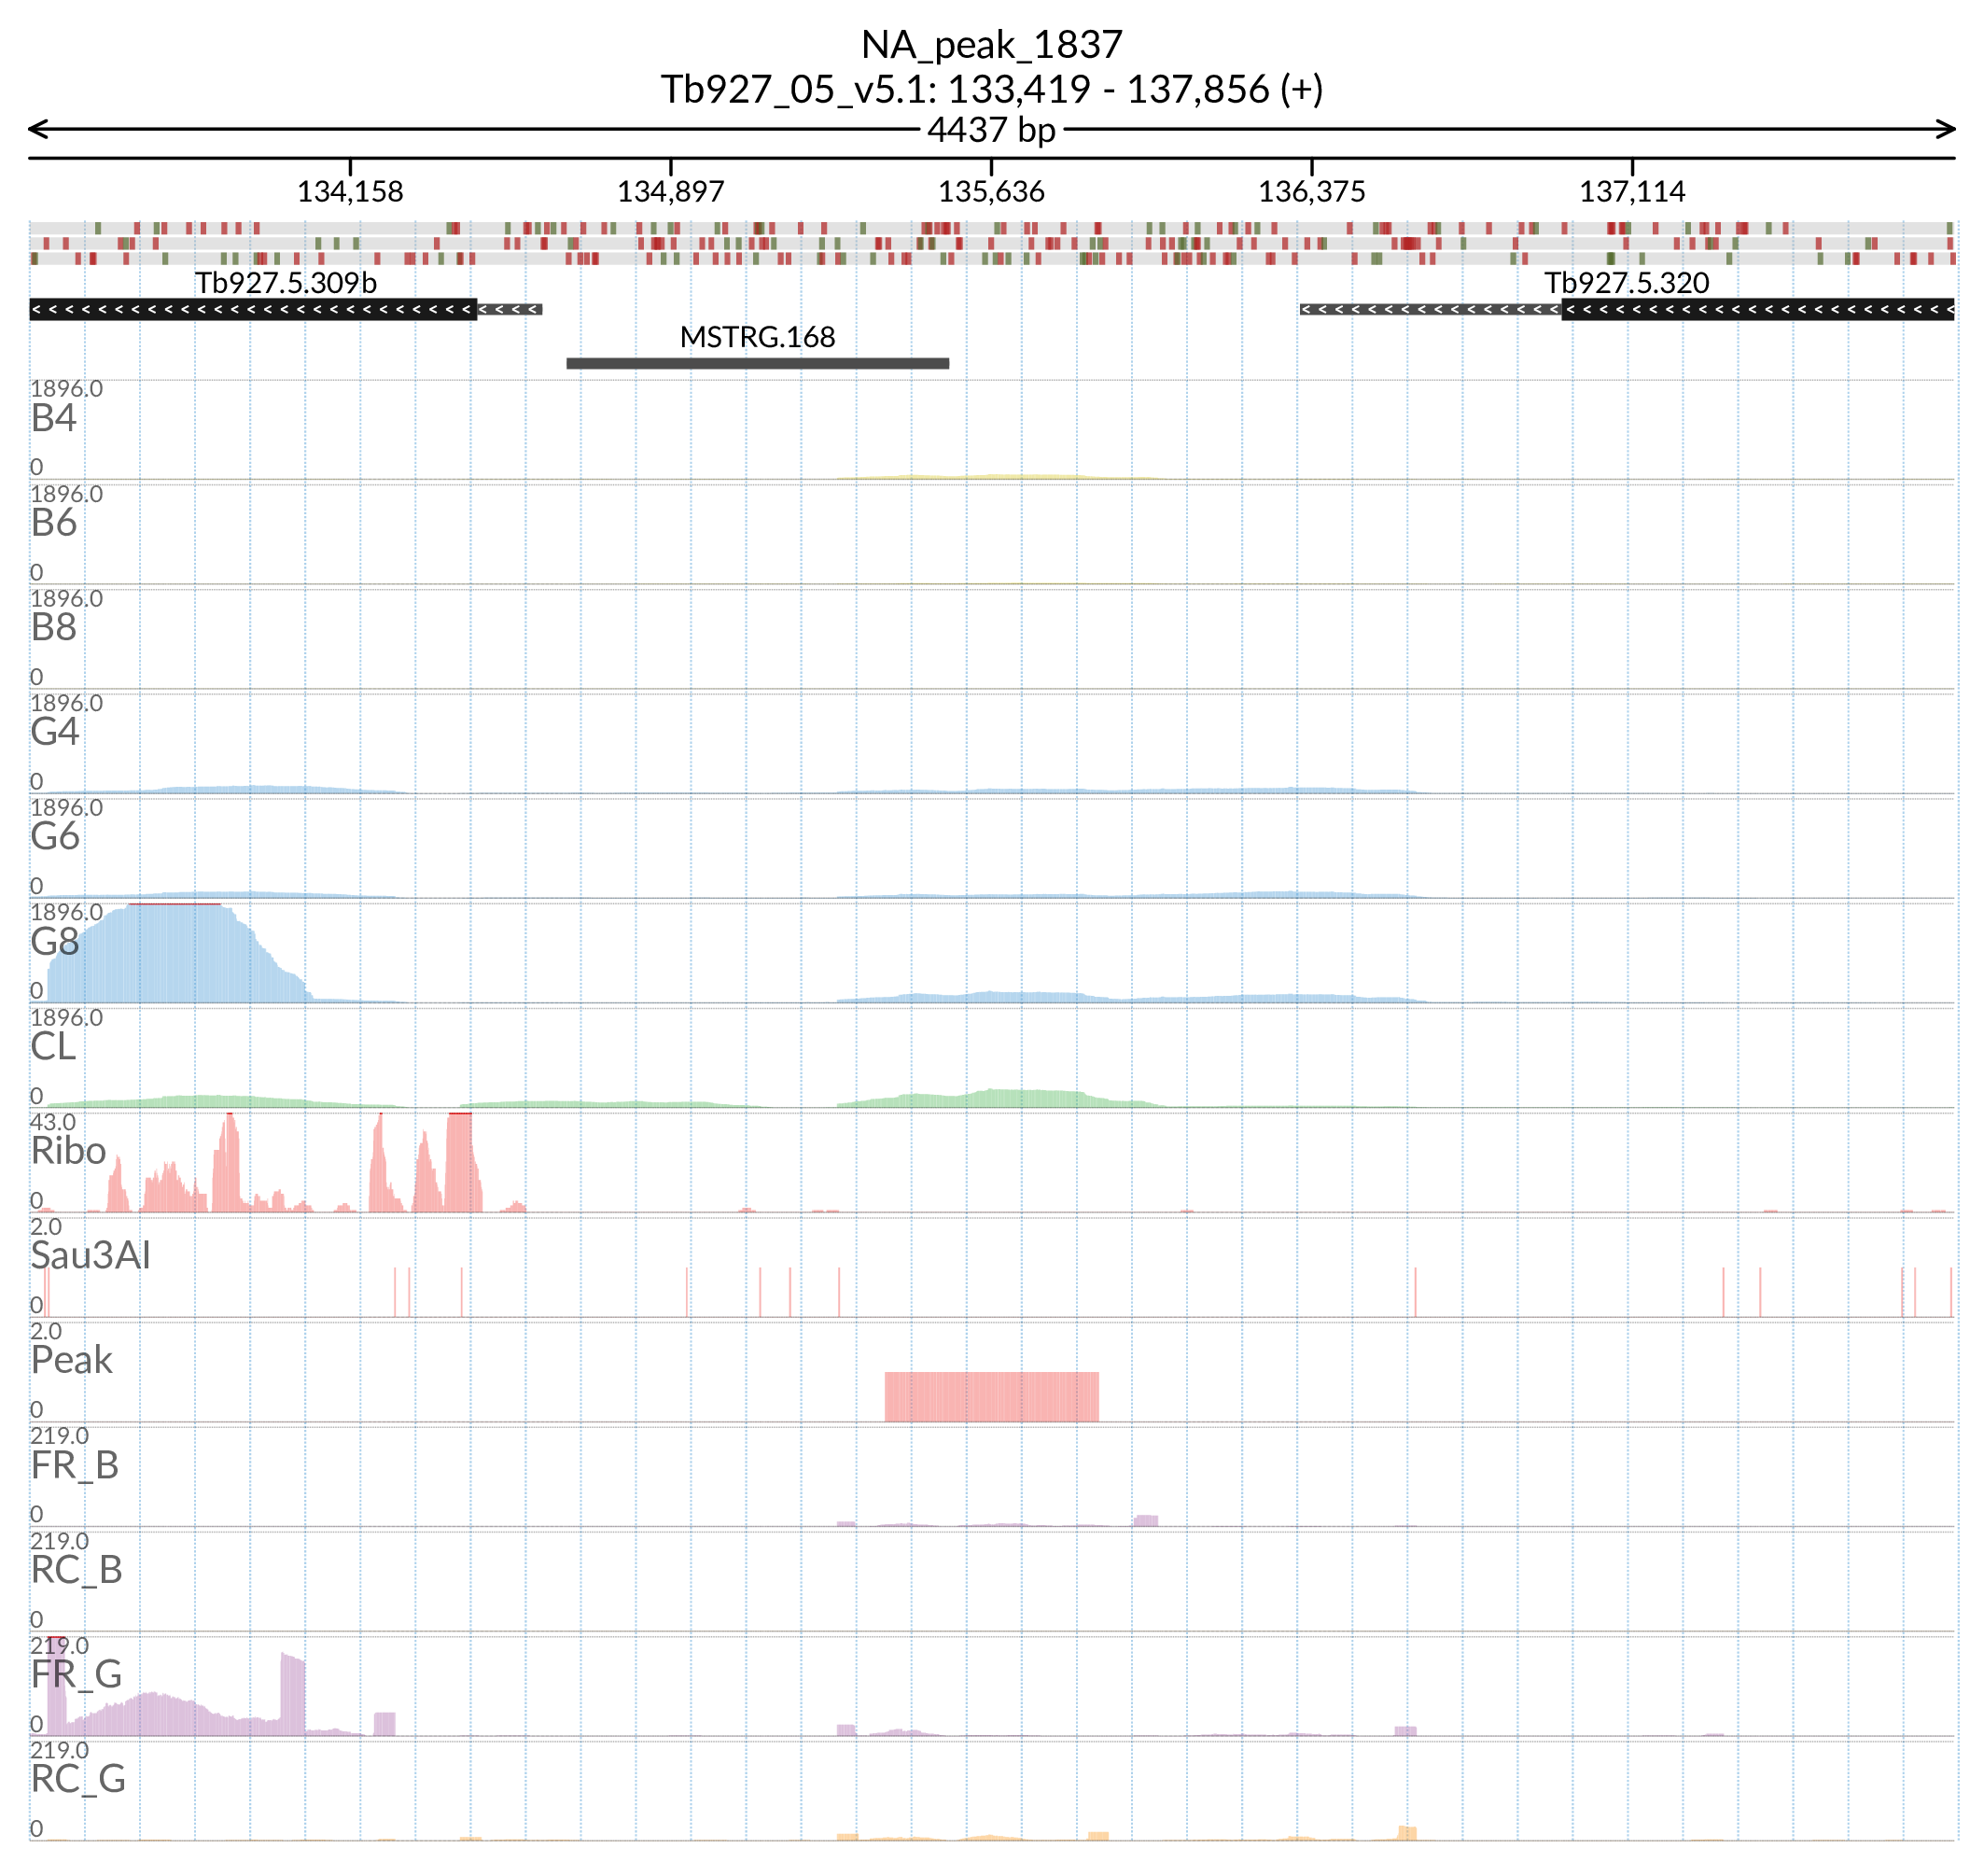 NA_peak_1837
Tb927_05_v5.1: 133,419 - 137,856 (+)
4437 bp
134,158 134,897 135,636 136,375 137,114
Tb927.5.309b Tb927.5.320
MSTRG.168
1896.0
B4
0
1896.0
B6
0
1896.0
B8
0
1896.0
G4
0
1896.0
G6
0
1896.0
G8
0
1896.0
CL
0
43.0
Ribo
0
2.0
Sau3AI
0
2.0
Peak
0
219.0
FR_B
0
219.0
RC_B
0
219.0
FR_G
0
219.0
RC_G
0